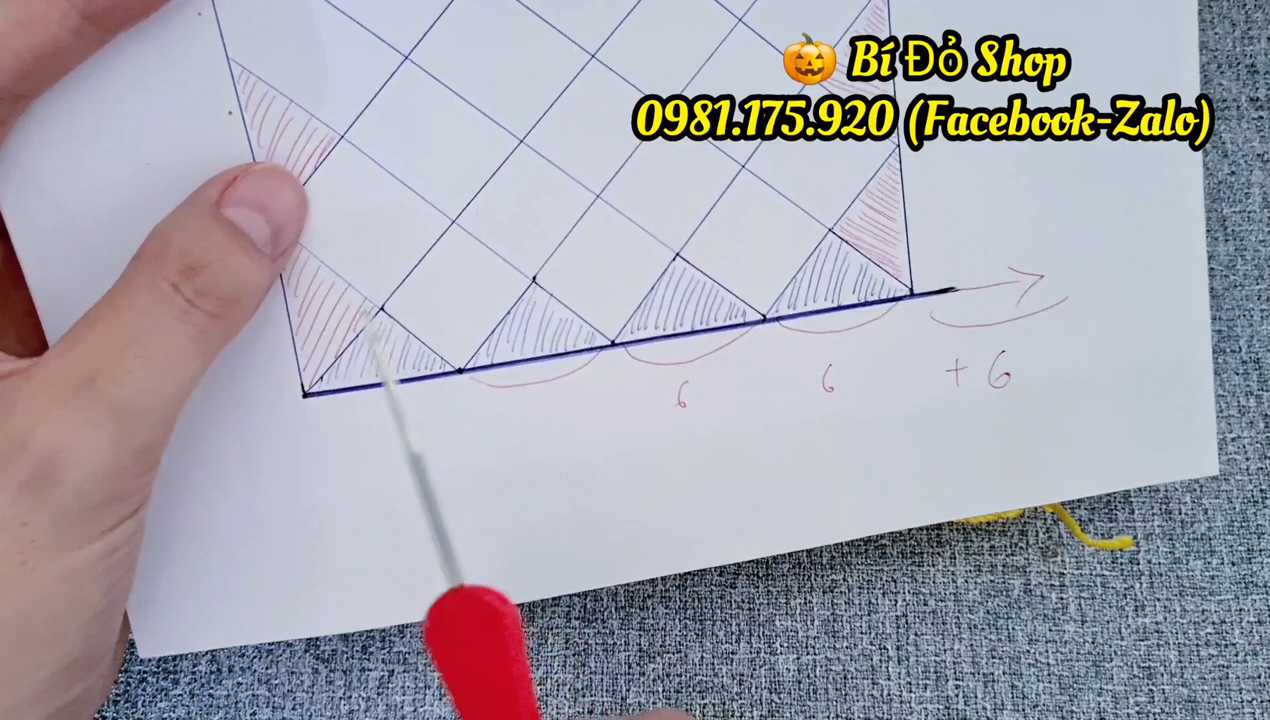 🎃 Bí Đỏ Shop
0981.175.920 (Facebook-Zalo)
6 6 + 6